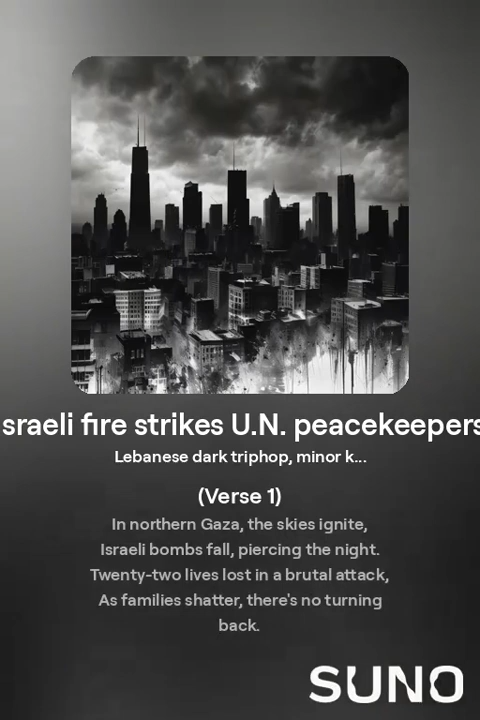 sraeli fire strikes U.N. peacekeepers
Lebanese dark triphop, minor k...
(Verse 1)
In northern Gaza, the skies ignite,
Israeli bombs fall, piercing the night.
Twenty-two lives lost in a brutal attack,
As families shatter, there's no turning
back.
SUNO